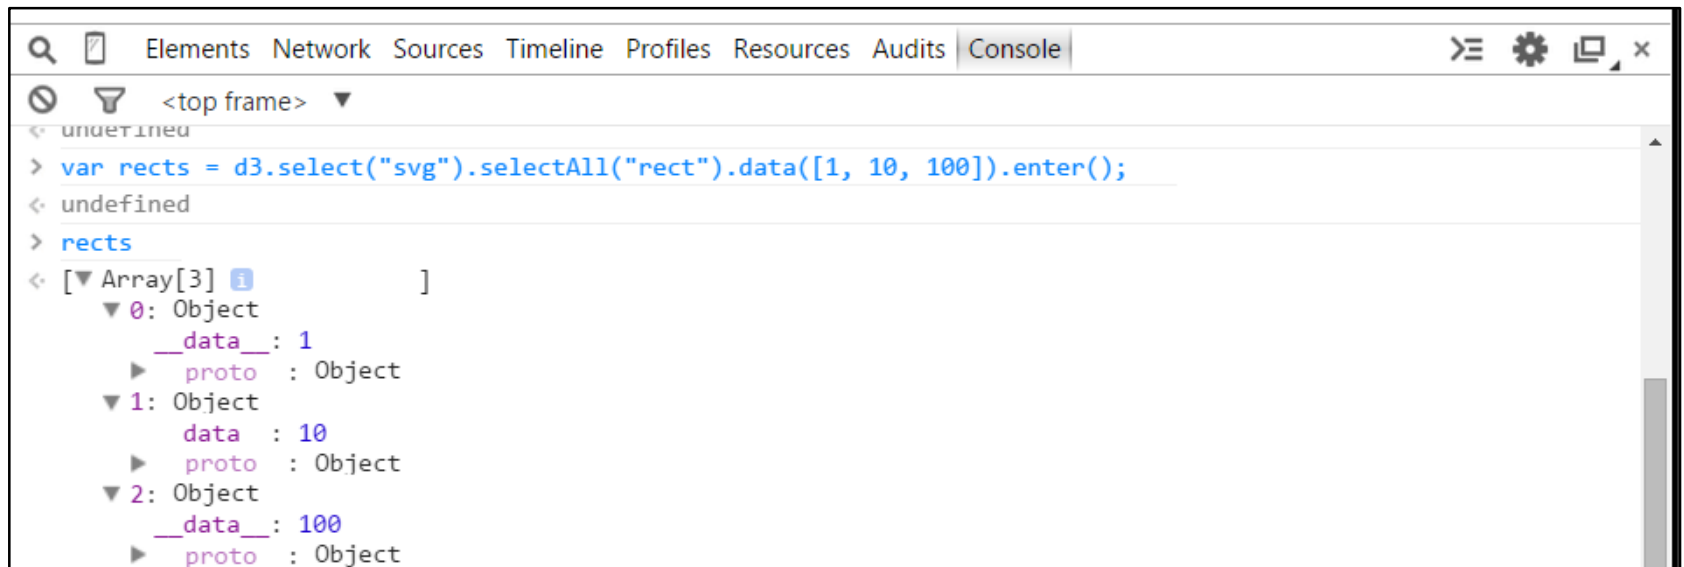 Elements Network Sources Timeline Profiles Resources Audits Console
<top frame> ▼
undefined
> var rects = d3.select("svg").selectAll("rect").data([1, 10, 100]).enter();
undefined
> rects
[▼ Array[3] i ]
▼ 0: Object
__data__: 1
▶ proto : Object
▼ 1: Object
data : 10
▶ proto : Object
▼ 2: Object
__data__: 100
▶ proto : Object